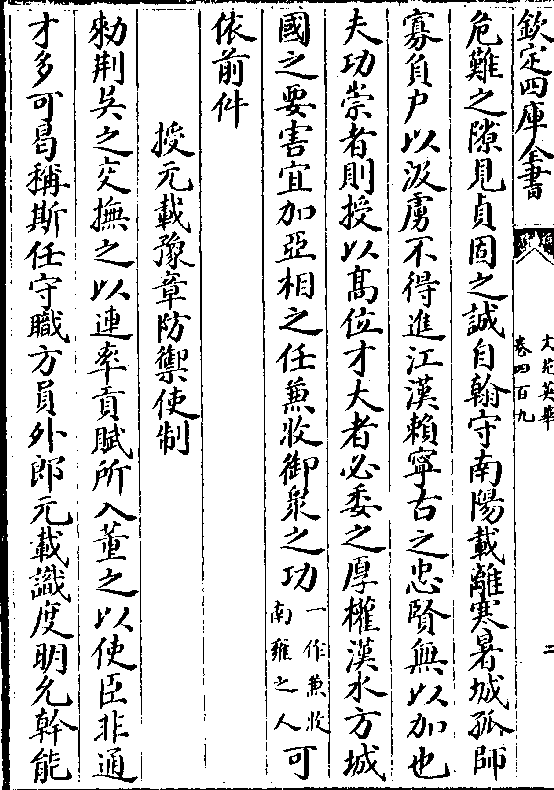 欽定四庫全書
文苑英華
卷四百九
二
危難之隙見貞固之誠自翰守南陽載離寒暑城孤師
寡負户以汲虜不得進江漢賴寧古之忠賢無以加也
夫功崇者則授以高位才大者必委之厚權漢水方城
國之要害宜加亞相之任兼收御衆之功一作兼收南雍之人可
依前件
授元載豫章防禦使制
勑荆吳之交撫之以連率貢賦所入董之以使臣非通
才多可曷稱斯任守職方員外郎元載識度明允幹能